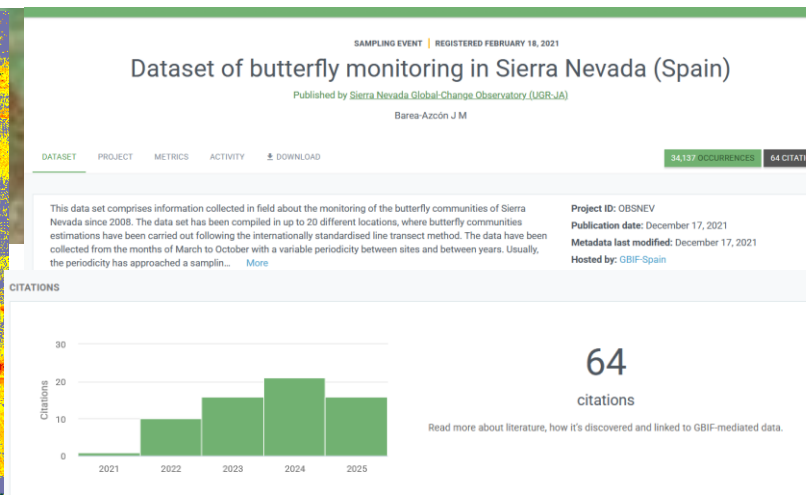 SAMPLING EVENT | REGISTERED FEBRUARY 18, 2021
Dataset of butterfly monitoring in Sierra Nevada (Spain)
Published by Sierra Nevada Global-Change Observatory (UGR-JA)
Barea-Azcón J M
DATASET PROJECT METRICS ACTIVITY DOWNLOAD 34,137 OCCURRENCES 64 CITATI
This data set comprises information collected in field about the monitoring of the butterfly communities of Sierra
Nevada since 2008. The data set has been compiled in up to 20 different locations, where butterfly communities
estimations have been carried out following the internationally standardised line transect method. The data have been
collected from the months of March to October with a variable periodicity between sites and between years. Usually,
the periodicity has approached a samplin... More
Project ID: OBSNEV
Publication date: December 17, 2021
Metadata last modified: December 17, 2021
Hosted by: GBIF-Spain
CITATIONS
Citations
30
20
10
0
2021 2022 2023 2024 2025
64
citations
Read more about literature, how it's discovered and linked to GBIF-mediated data.